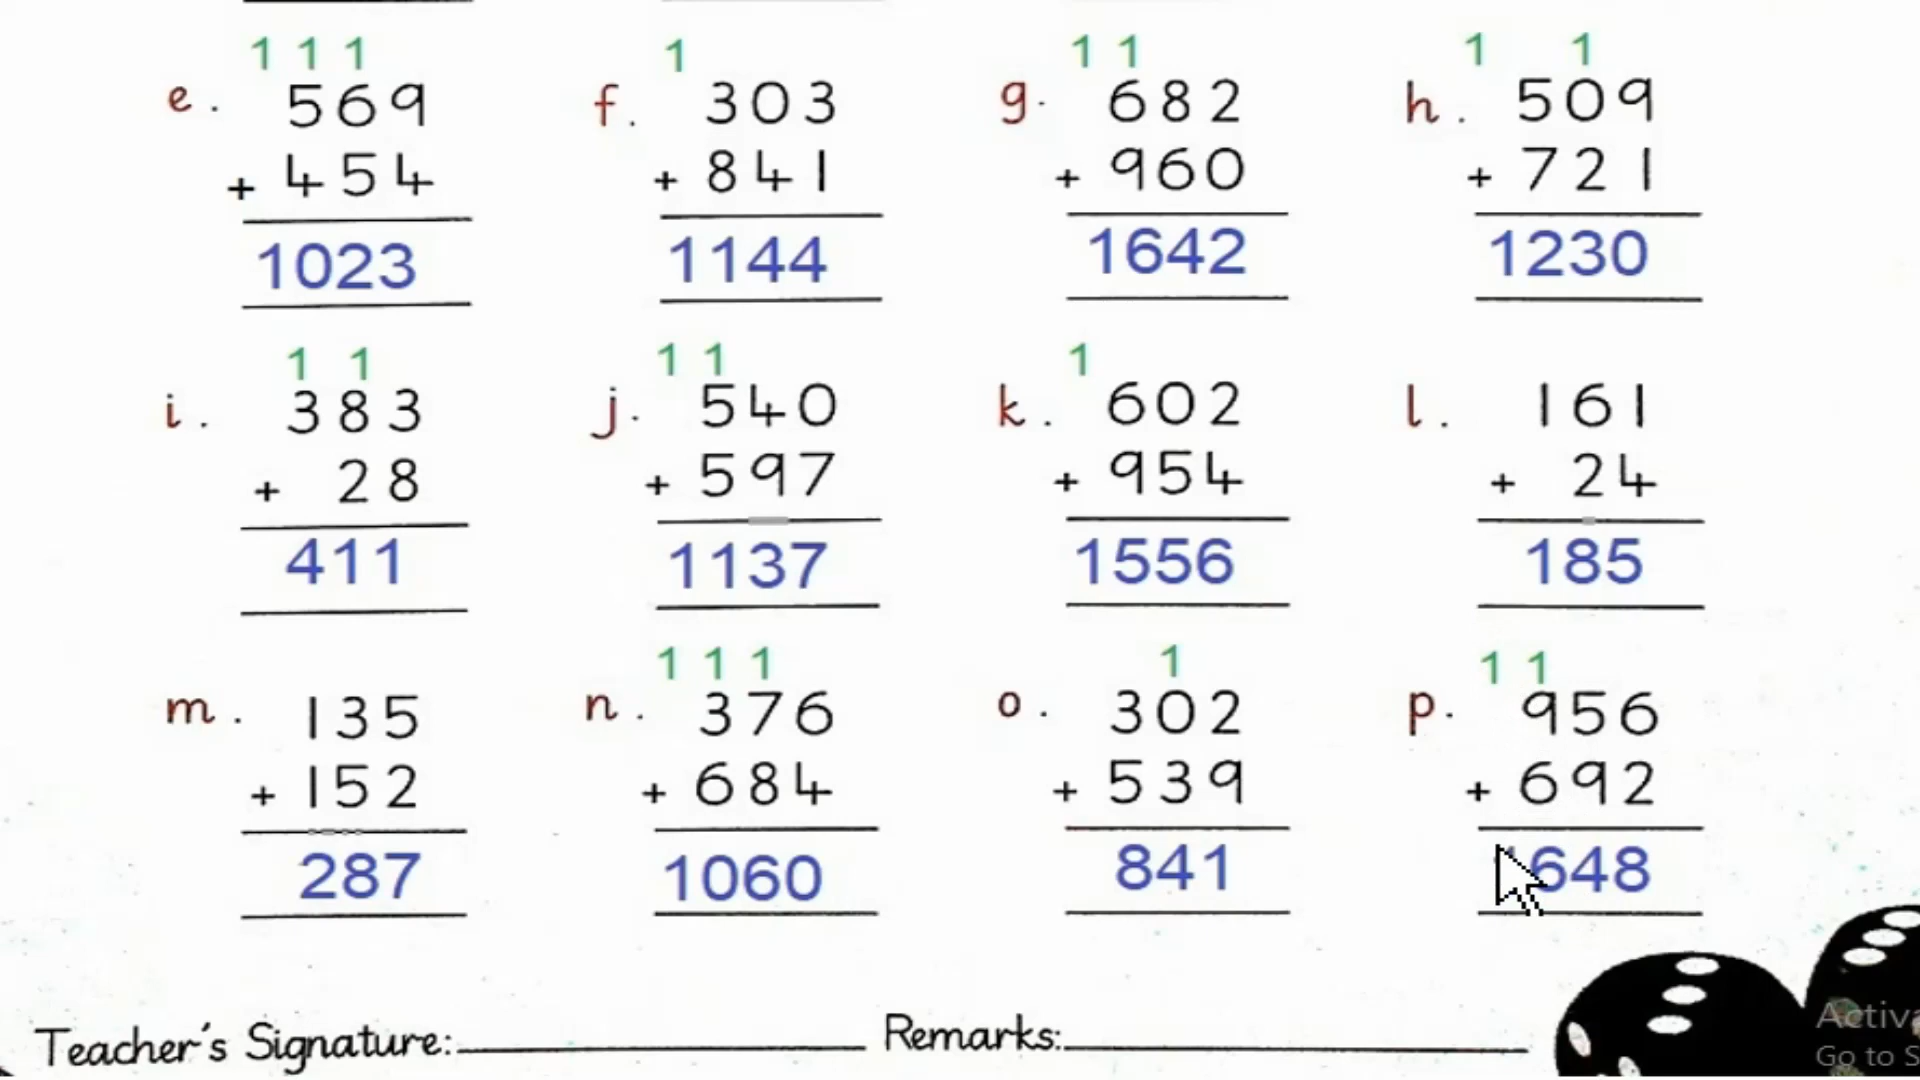 1 1 1 1 1 1 1 1
e. 569 f. 303 g. 682 h. 509
+ 454 + 841 + 960 + 721
1023 1144 1642 1230
1 1 1 1 1
i. 383 j. 540 k. 602 l. 161
+ 28 + 597 + 954 + 24
411 1137 1556 185
1 1 1 1 1 1
m. 135 n. 376 o. 302 p. 956
+ 152 + 684 + 539 + 692
287 1060 841 1648
Teacher's Signature: Remarks:
Go to